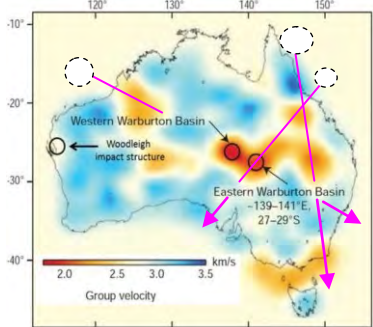 120° 130° 140° 150°
-10°
-20°
Western Warburton Basin
Woodleigh
impact structure
-30°
Eastern Warburton Basin
~139–141°E,
27–29°S
-40°
km/s
2.0 2.5 3.0 3.5
Group velocity